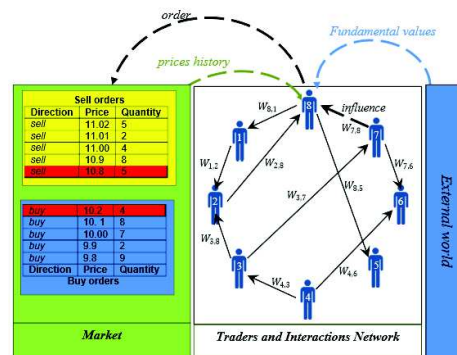 order
Fundamental values
prices history
Sell orders
Direction Price Quantity
sell 11.02 5
sell 11.01 2
sell 11.00 4
sell 10.9 8
sell 10.8 5
buy 10.2 4
buy 10. 1 8
buy 10.00 7
buy 9.9 2
buy 9.8 9
Direction Price Quantity
Buy orders
Market
8
W8,1
influence
W7,8
1
7
W1,2
W2,8
W7,6
W3,7
W8,5
2
6
W3,8
3
5
W4,3
4
W4,6
Traders and Interactions Network
External world